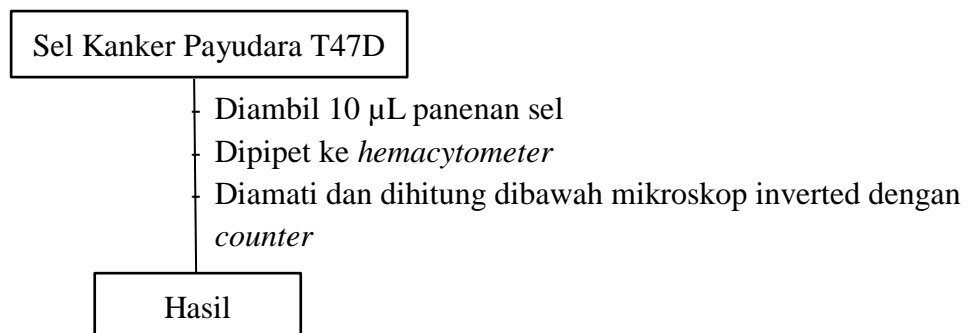 Sel Kanker Payudara T47D
- Diambil 10 µL panenan sel
- Dipipet ke hemacytometer
- Diamati dan dihitung dibawah mikroskop inverted dengan
counter
Hasil